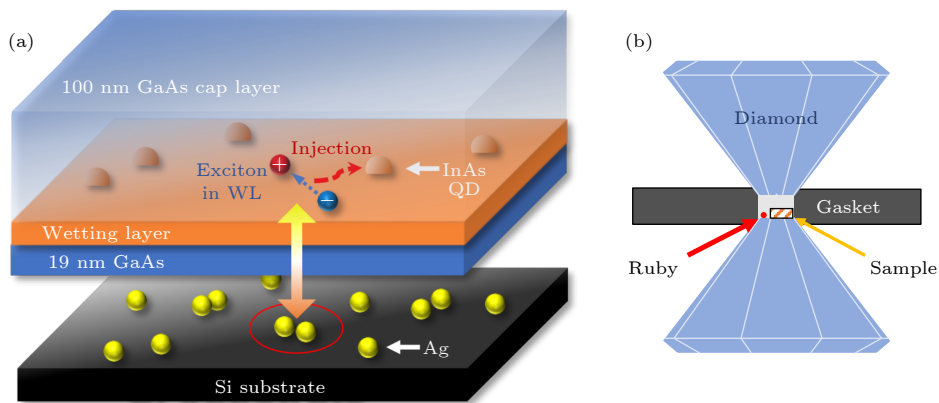 (a)
100 nm GaAs cap layer
Injection
+
Exciton
in WL
−
InAs
QD
Wetting layer
19 nm GaAs
Ag
Si substrate
(b)
Diamond
Gasket
Ruby
Sample